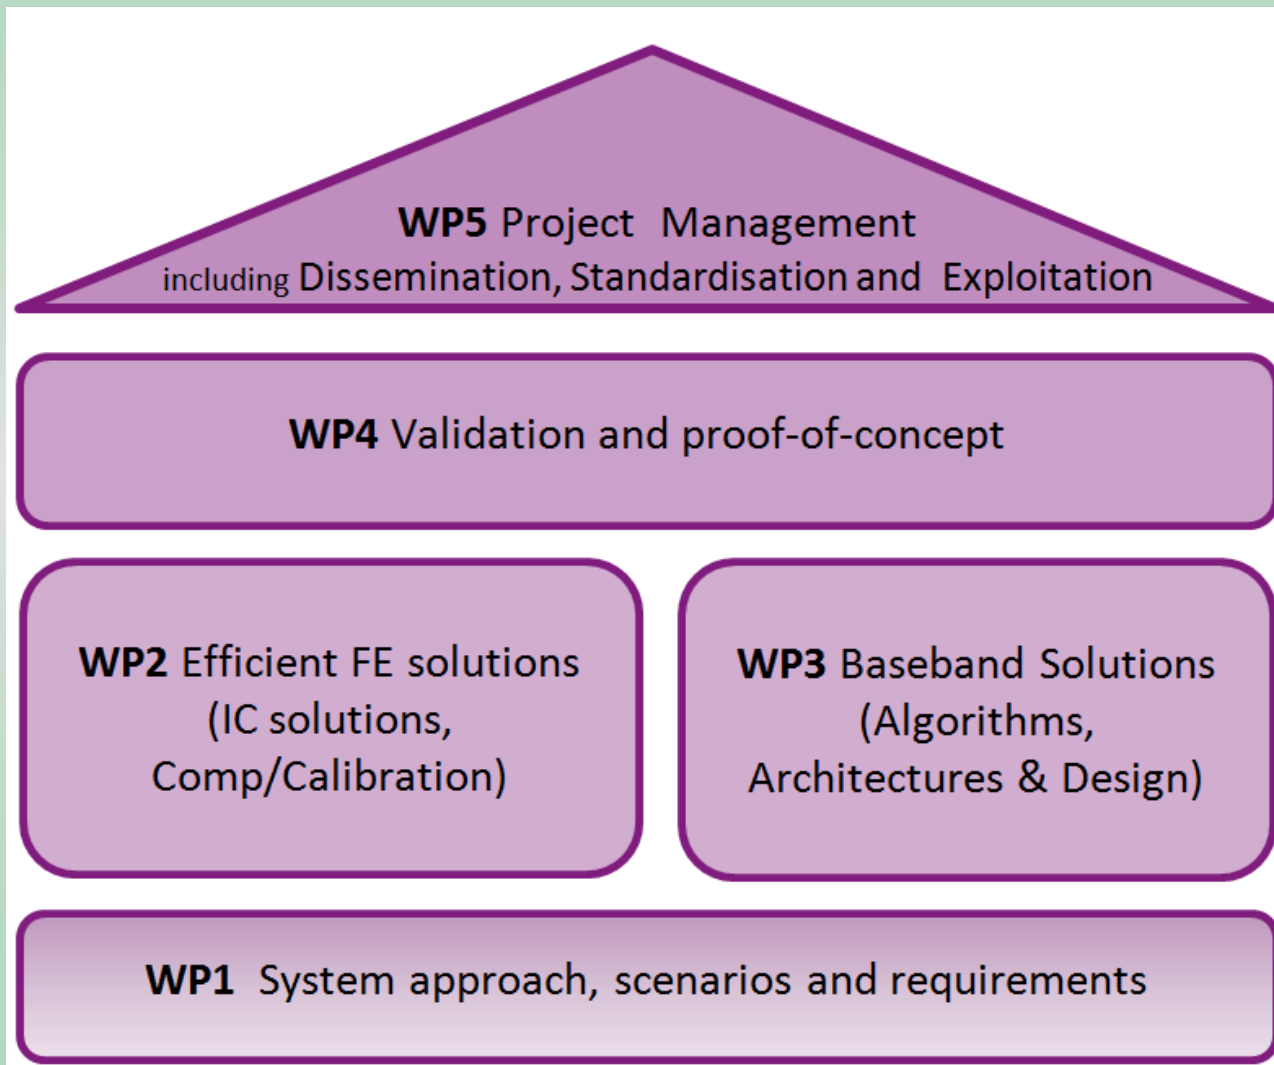 WP5 Project Management
including Dissemination, Standardisation and Exploitation
WP4 Validation and proof-of-concept
WP2 Efficient FE solutions
(IC solutions,
Comp/Calibration)
WP3 Baseband Solutions
(Algorithms,
Architectures & Design)
WP1 System approach, scenarios and requirements